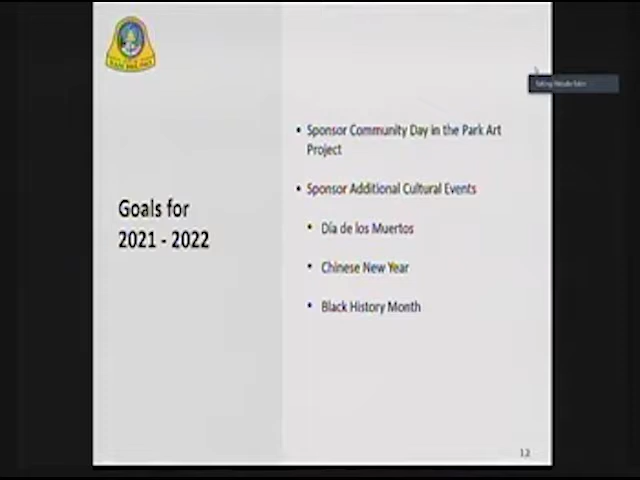 Goals for
2021 - 2022
• Sponsor Community Day in the Park Art
Project
• Sponsor Additional Cultural Events
• Día de los Muertos
• Chinese New Year
• Black History Month
12